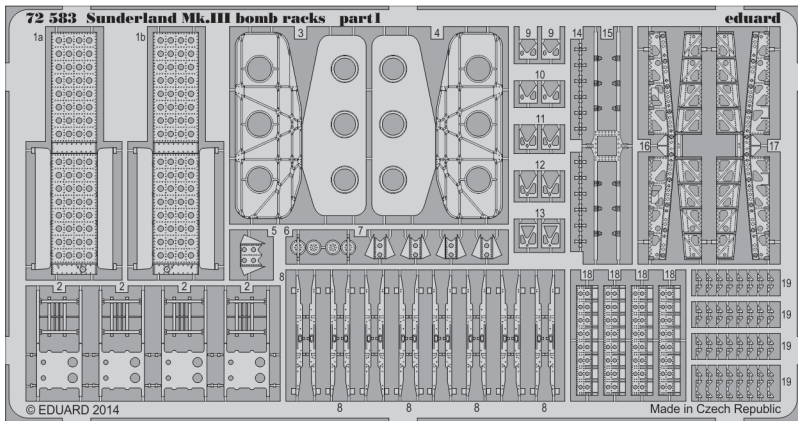 72 583 Sunderland Mk.III bomb racks part1 eduard
1a 1b 3 4 9 9 14 15
10
11
16 17
12
13
5 6 7
2 2 2 2 8 18 18 18 18
19
19
19
19
8 8 8 8
© EDUARD 2014 Made in Czech Republic